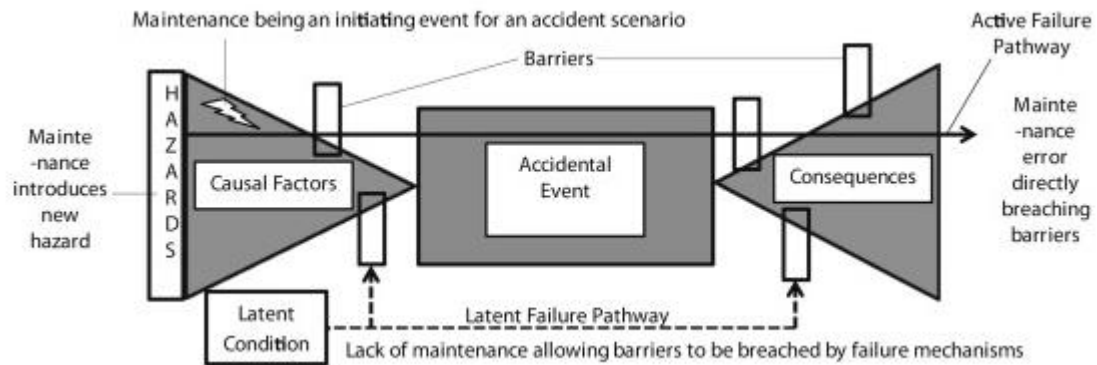 Maintenance being an initiating event for an accident scenario
Active Failure
Pathway
Barriers
HAZARDS
Mainte
-nance
introduces
new
hazard
Causal Factors
Accidental
Event
Consequences
Mainte
-nance
error
directly
breaching
barriers
Latent
Condition
Latent Failure Pathway
Lack of maintenance allowing barriers to be breached by failure mechanisms